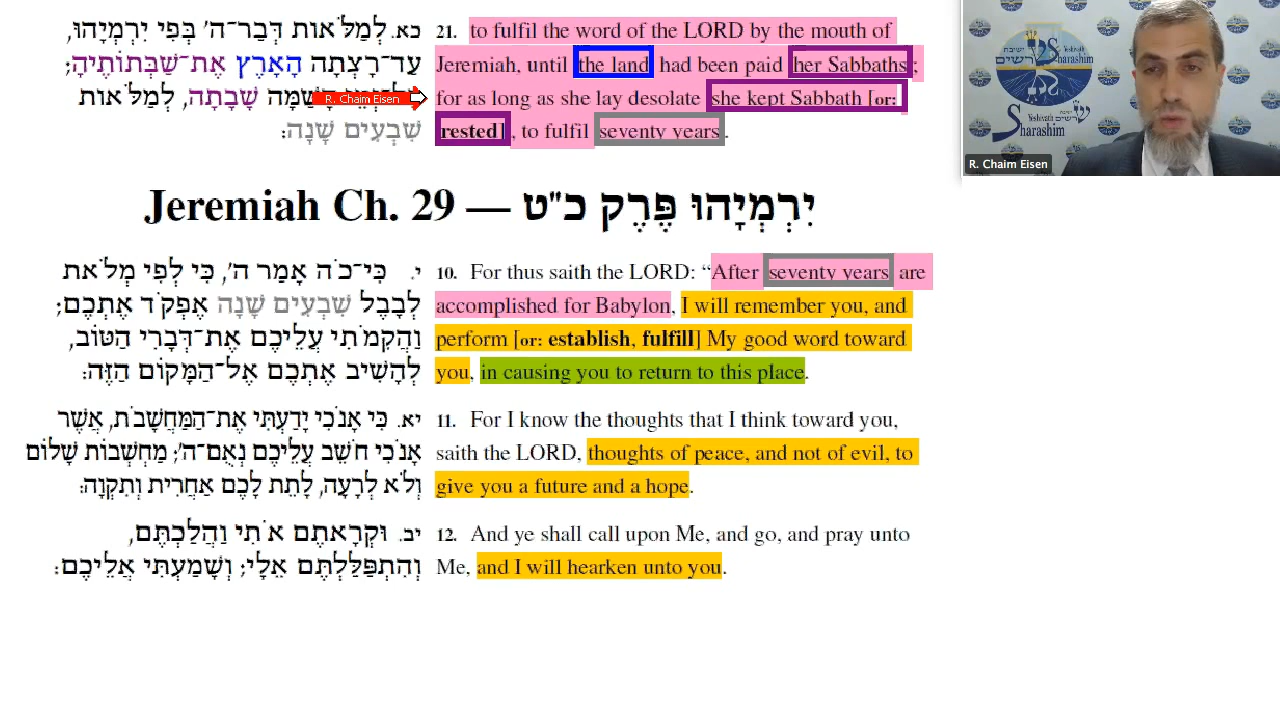 כא. לְמַלֹּאות דְּבַר־ה׳ בְּפִי יִרְמְיָהוּ,
עַד־רָצְתָה הָאָרֶץ אֶת־שַׁבְּתוֹתֶיהָ;
הָשַּׁמָּה שָׁבָתָה, לְמַלֹּאות
שִׁבְעִים שָׁנָה:
R. Chaim Eisen
21. to fulfil the word of the LORD by the mouth of
Jeremiah, until the land had been paid her Sabbaths;
for as long as she lay desolate she kept Sabbath [or:
rested], to fulfil seventy years.
Jeremiah Ch. 29 — יִרְמְיָהוּ פֶּרֶק כ"ט
י. כִּי־כֹה אָמַר ה׳, כִּי לְפִי מְלֹאת
לְבָבֶל שִׁבְעִים שָׁנָה אֶפְקֹד אֶתְכֶם;
וַהֲקִמֹתִי עֲלֵיכֶם אֶת־דְּבָרִי הַטּוֹב,
לְהָשִׁיב אֶתְכֶם אֶל־הַמָּקוֹם הַזֶּה:
10. For thus saith the LORD: “After seventy years are
accomplished for Babylon, I will remember you, and
perform [or: establish, fulfill] My good word toward
you, in causing you to return to this place.
יא. כִּי אָנֹכִי יָדַעְתִּי אֶת־הַמַּחֲשָׁבֹת, אֲשֶׁר
אָנֹכִי חֹשֵׁב עֲלֵיכֶם נְאֻם־ה׳; מַחְשְׁבוֹת שָׁלוֹם
וְלֹא לְרָעָה, לָתֵת לָכֶם אַחֲרִית וְתִקְוָה:
11. For I know the thoughts that I think toward you,
saith the LORD, thoughts of peace, and not of evil, to
give you a future and a hope.
יב. וּקְרָאתֶם אֹתִי וַהֲלַכְתֶּם,
וְהִתְפַּלַּלְתֶּם אֵלָי; וְשָׁמַעְתִּי אֲלֵיכֶם:
12. And ye shall call upon Me, and go, and pray unto
Me, and I will hearken unto you.
Yeshivath
Sharashim
R. Chaim Eisen